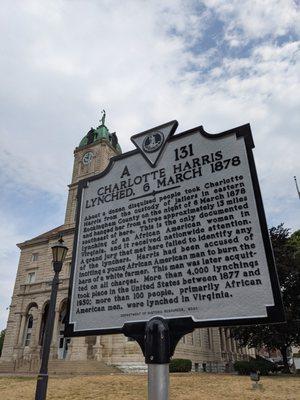 A 131
CHARLOTTE HARRIS
LYNCHED, 6 MARCH 1878
About a dozen disguised people took Charlotte
Harris from the custody of jailers in eastern
Rockingham County on the night of 6 March 1878
and hanged her from a tree approximately 13 miles
southeast of here. This is the only documented
lynching of an African American woman in
Virginia, and it received nationwide attention.
A grand jury that met here failed to identify any
of the lynchers. Harris had been accused of
inciting a young African American man to burn the
barn of a white farmer. This man was later acquit-
ted on all charges. More than 4,000 lynchings
took place in the United States between 1877 and
1950; more than 100 people, primarily African
American men, were lynched in Virginia.
DEPARTMENT OF HISTORIC RESOURCES, 2020